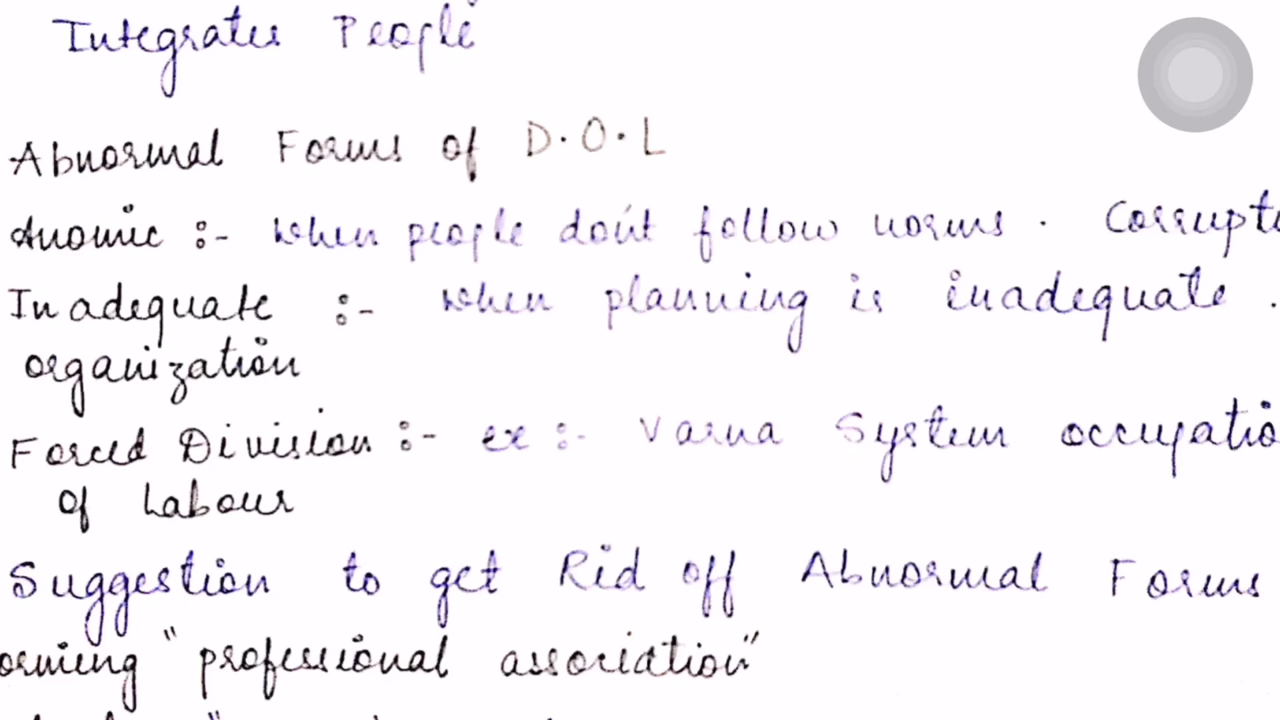 Integrates People
Abnormal Forms of D.O.L
Anomic :- when people don't follow norms . Corrupt
Inadequate :- when planning is inadequate .
organization
Forced Division :- ex :- Varna System occupatio
of Labour
Suggestion to get Rid off Abnormal Forms
orming "professional association"